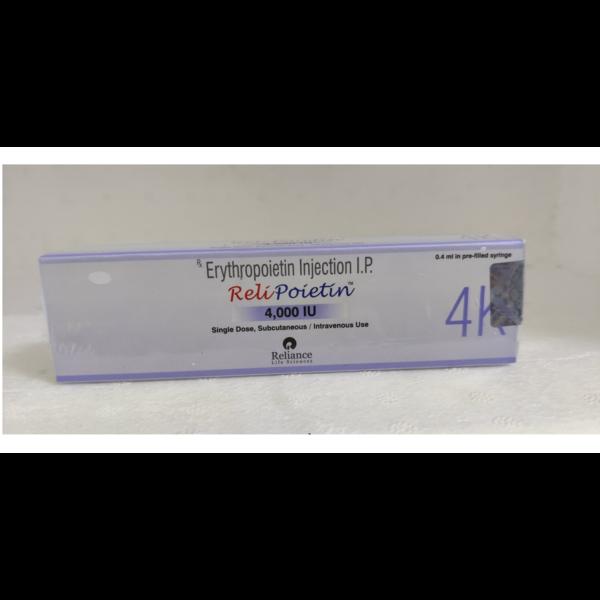 ℞ Erythropoietin Injection I.P.
0.4 ml in pre-filled syringe
ReliPoietin™
4,000 IU
4K
Single Dose, Subcutaneous / Intravenous Use
Reliance
Life Sciences